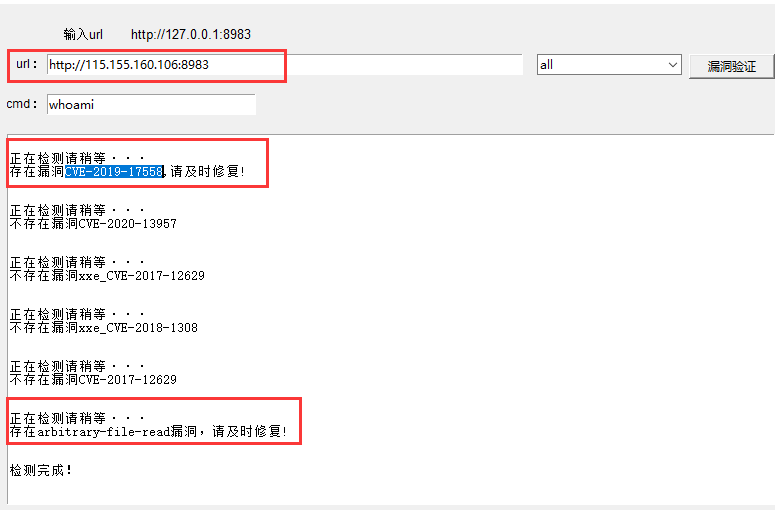 输入url http://127.0.0.1:8983
url： http://115.155.160.106:8983 all 漏洞验证
cmd： whoami
正在检测请稍等···
存在漏洞CVE-2019-17558,请及时修复!
正在检测请稍等···
不存在漏洞CVE-2020-13957
正在检测请稍等···
不存在漏洞xxe_CVE-2017-12629
正在检测请稍等···
不存在漏洞xxe_CVE-2018-1308
正在检测请稍等···
不存在漏洞CVE-2017-12629
正在检测请稍等···
存在arbitrary-file-read漏洞，请及时修复!
检测完成!